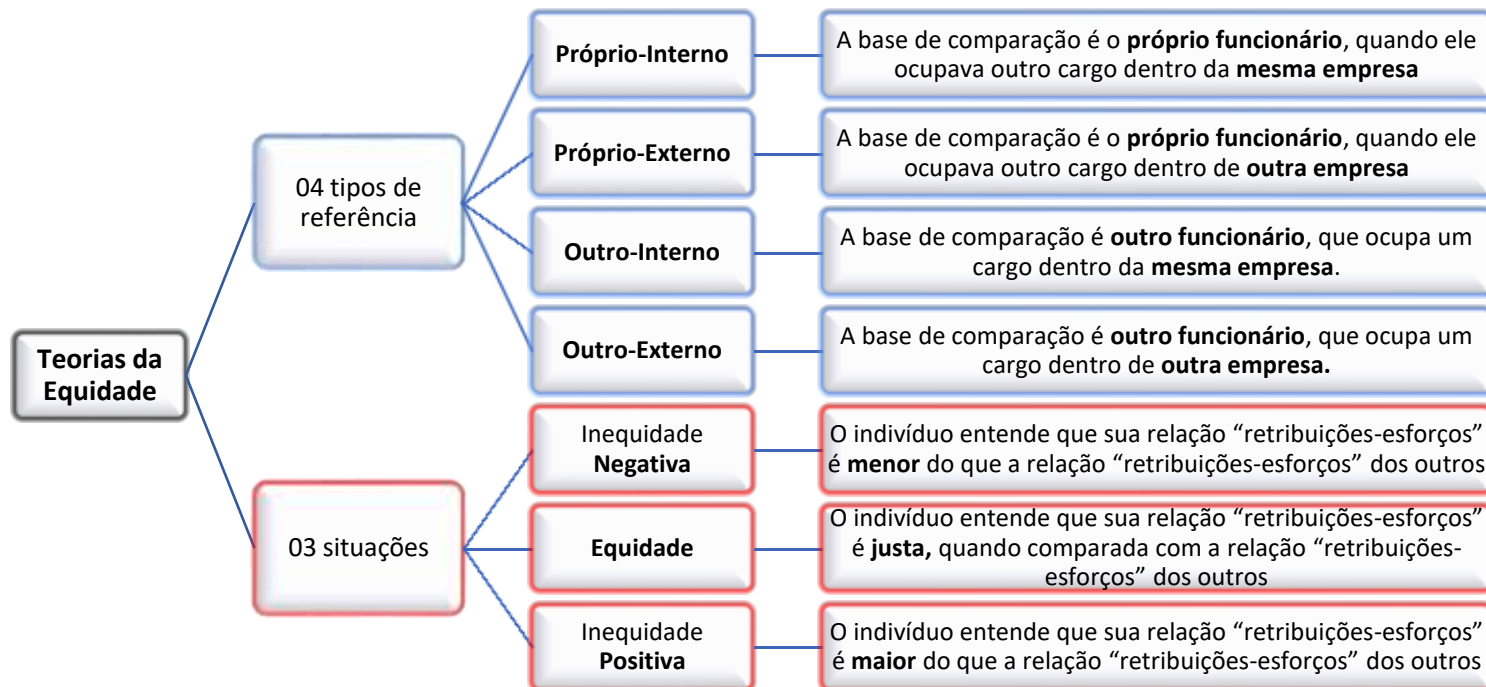 Teorias da
Equidade
04 tipos de
referência
Próprio-Interno
A base de comparação é o próprio funcionário, quando ele
ocupava outro cargo dentro da mesma empresa
Próprio-Externo
A base de comparação é o próprio funcionário, quando ele
ocupava outro cargo dentro de outra empresa
Outro-Interno
A base de comparação é outro funcionário, que ocupa um
cargo dentro da mesma empresa.
Outro-Externo
A base de comparação é outro funcionário, que ocupa um
cargo dentro de outra empresa.
03 situações
Inequidade
Negativa
O indivíduo entende que sua relação “retribuições-esforços”
é menor do que a relação “retribuições-esforços” dos outros
Equidade
O indivíduo entende que sua relação “retribuições-esforços”
é justa, quando comparada com a relação “retribuições-
esforços” dos outros
Inequidade
Positiva
O indivíduo entende que sua relação “retribuições-esforços”
é maior do que a relação “retribuições-esforços” dos outros